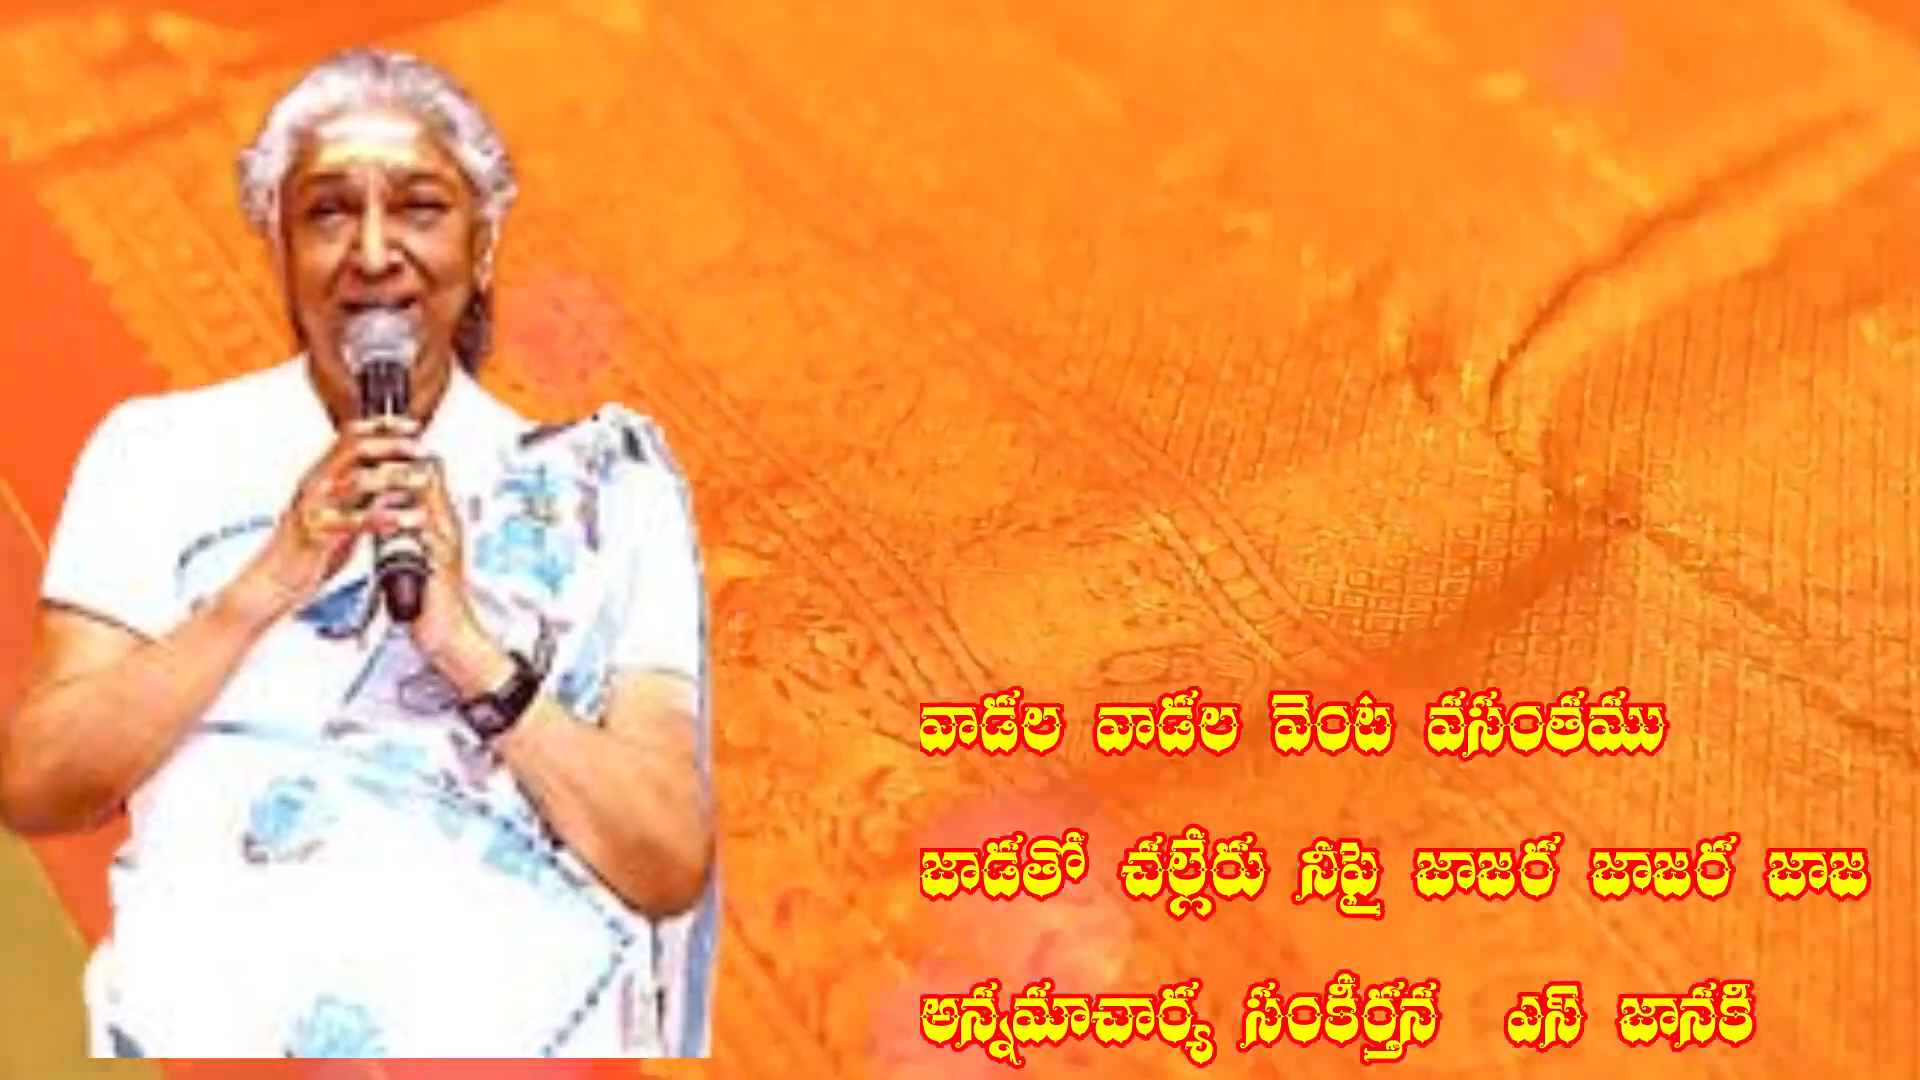 వాడల వాడల వెంట వసంతము
జాడతో చల్లేరు నీపై జాజర జాజర జాజ
అన్నమాచార్య సంకీర్తన ఎస్ జానకి